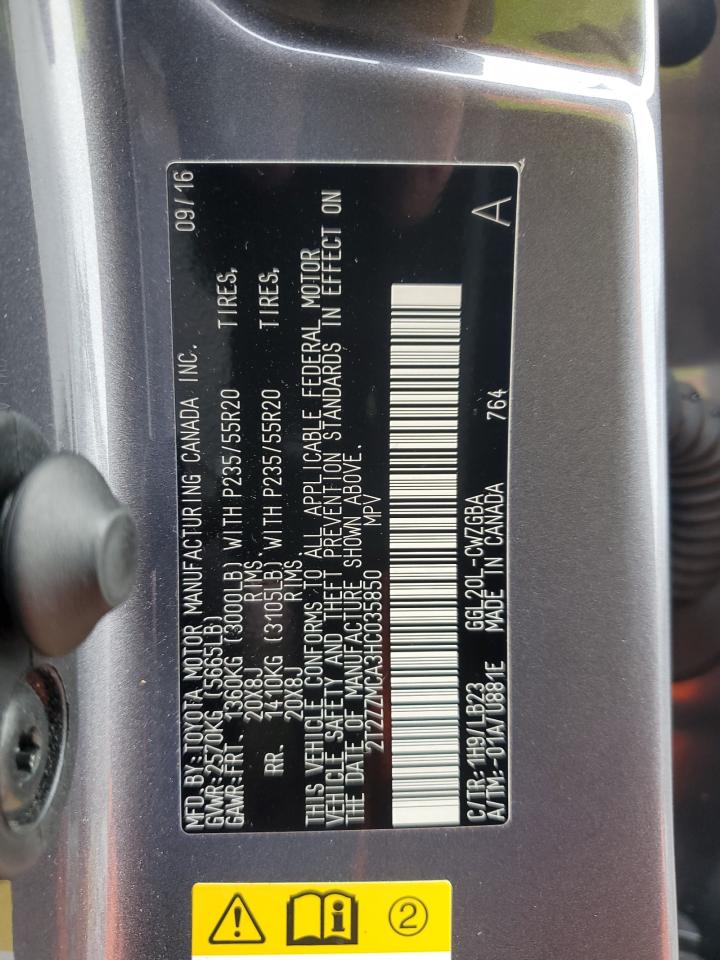 MFD. BY: TOYOTA MOTOR MANUFACTURING CANADA INC. 09/16
GVWR: 2570KG (5665LB)
GAWR: FRT. 1360KG (3000LB) WITH P235/55R20 TIRES,
20X8J RIMS,
RR. 1410KG (3105LB) WITH P235/55R20 TIRES,
20X8J RIMS
THIS VEHICLE CONFORMS TO ALL APPLICABLE FEDERAL MOTOR
VEHICLE SAFETY AND THEFT PREVENTION STANDARDS IN EFFECT ON
THE DATE OF MANUFACTURE SHOWN ABOVE.
2T2ZZMCA3HC035850 MPV
C/TR: 1H9/LB23 GGL20L-CWZGBA
A/TM: -01A/U881E MADE IN CANADA 764 A
2